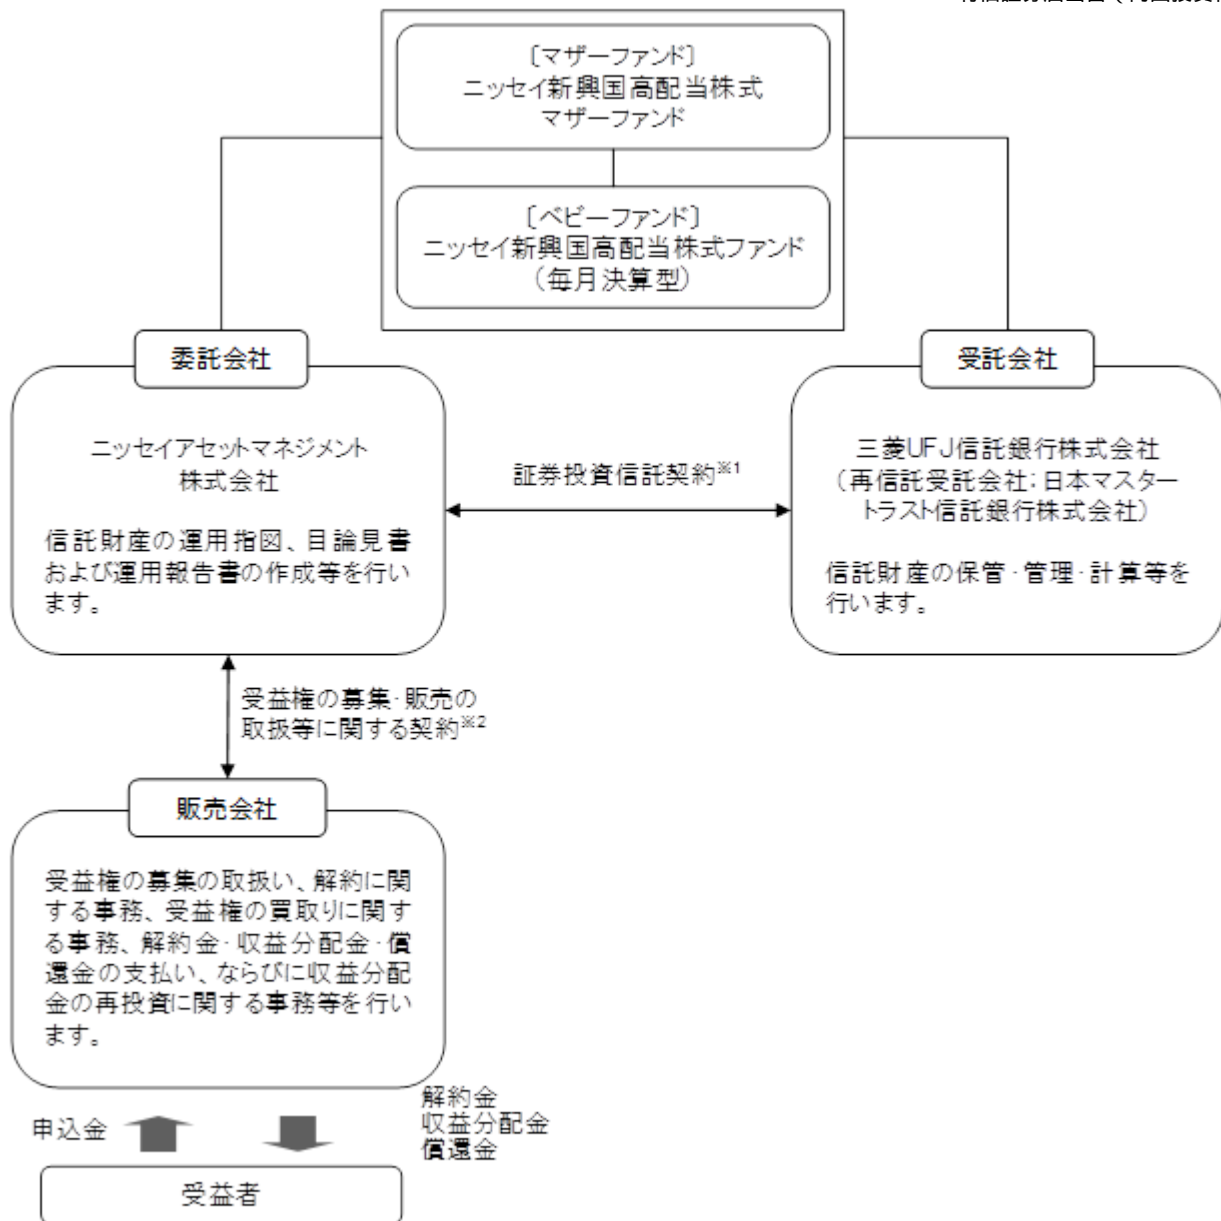 〔マザーファンド〕
ニッセイ新興国高配当株式
マザーファンド
〔ベビーファンド〕
ニッセイ新興国高配当株式ファンド
（毎月決算型）
委託会社
ニッセイアセットマネジメント
株式会社
信託財産の運用指図、目論見書
および運用報告書の作成等を行い
ます。
証券投資信託契約※1
受託会社
三菱UFJ信託銀行株式会社
（再信託受託会社：日本マスター
トラスト信託銀行株式会社）
信託財産の保管・管理・計算等を
行います。
受益権の募集・販売の
取扱等に関する契約※2
販売会社
受益権の募集の取扱い、解約に関
する事務、受益権の買取りに関す
る事務、解約金・収益分配金・償
還金の支払い、ならびに収益分配
金の再投資に関する事務等を行い
ます。
申込金
解約金
収益分配金
償還金
受益者